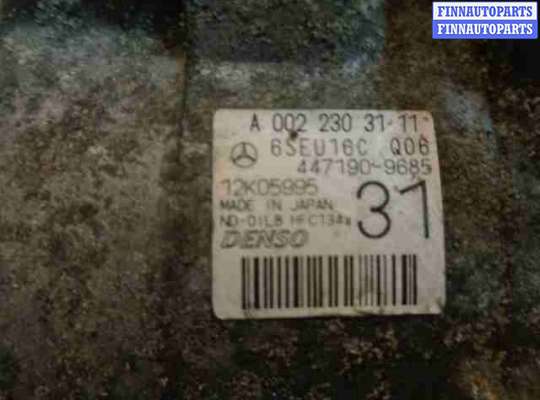 FINNAUTOPARTS
FINNAUTOPARTS
A 002 230 31 11
6SEU16C Q06
447190-9685
12K05995
MADE IN JAPAN
31
ND-OIL8 HFC134a
DENSO